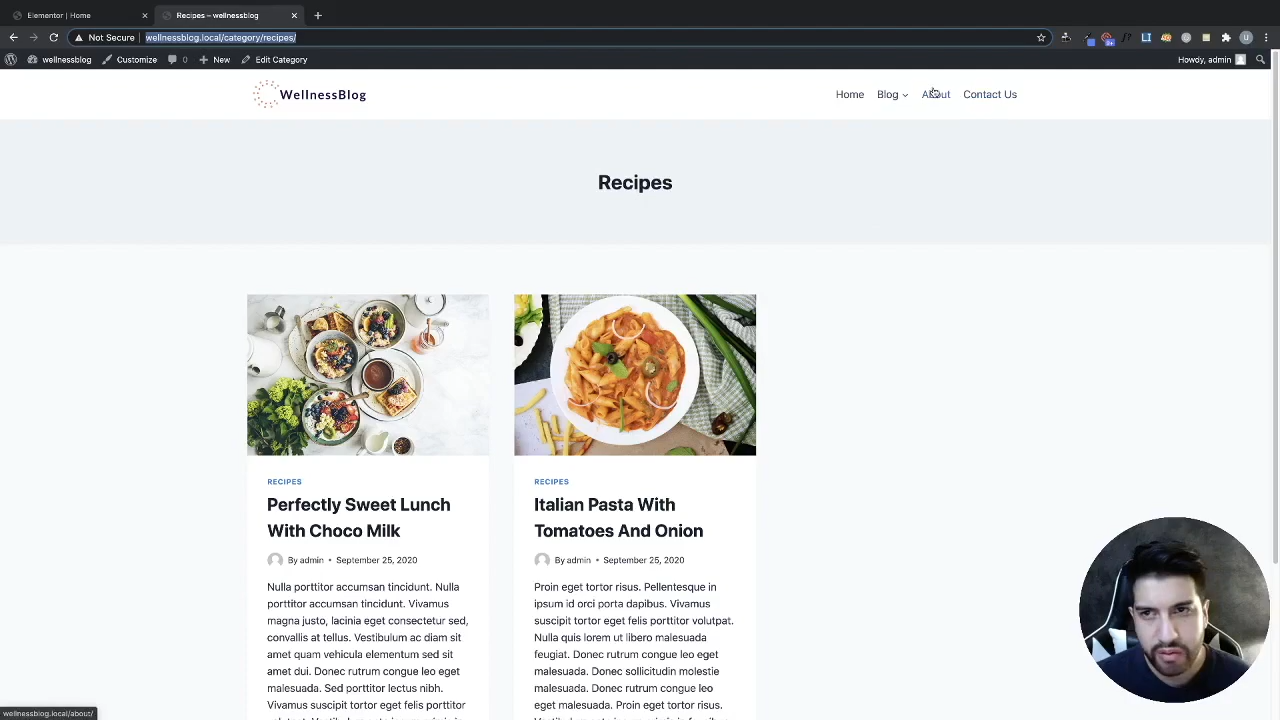 Elementor | Home
Recipes – wellnessblog
Not Secure
wellnessblog.local/category/recipes/
wellnessblog
Customize
0
New
Edit Category
Howdy, admin
WellnessBlog
Home
Blog
About
Contact Us
Recipes
RECIPES
Perfectly Sweet Lunch
With Choco Milk
By admin • September 25, 2020
Nulla porttitor accumsan tincidunt. Nulla
porttitor accumsan tincidunt. Vivamus
magna justo, lacinia eget consectetur sed,
convallis at tellus. Vestibulum ac diam sit
amet quam vehicula elementum sed sit
amet dui. Donec rutrum congue leo eget
malesuada. Sed porttitor lectus nibh.
Vivamus suscipit tortor eget felis porttitor
RECIPES
Italian Pasta With
Tomatoes And Onion
By admin • September 25, 2020
Proin eget tortor risus. Pellentesque in
ipsum id orci porta dapibus. Vivamus
suscipit tortor eget felis porttitor volutpat.
Nulla quis lorem ut libero malesuada
feugiat. Donec rutrum congue leo eget
malesuada. Donec sollicitudin molestie
malesuada. Donec rutrum congue leo
eget malesuada. Proin eget tortor risus.
wellnessblog.local/about/